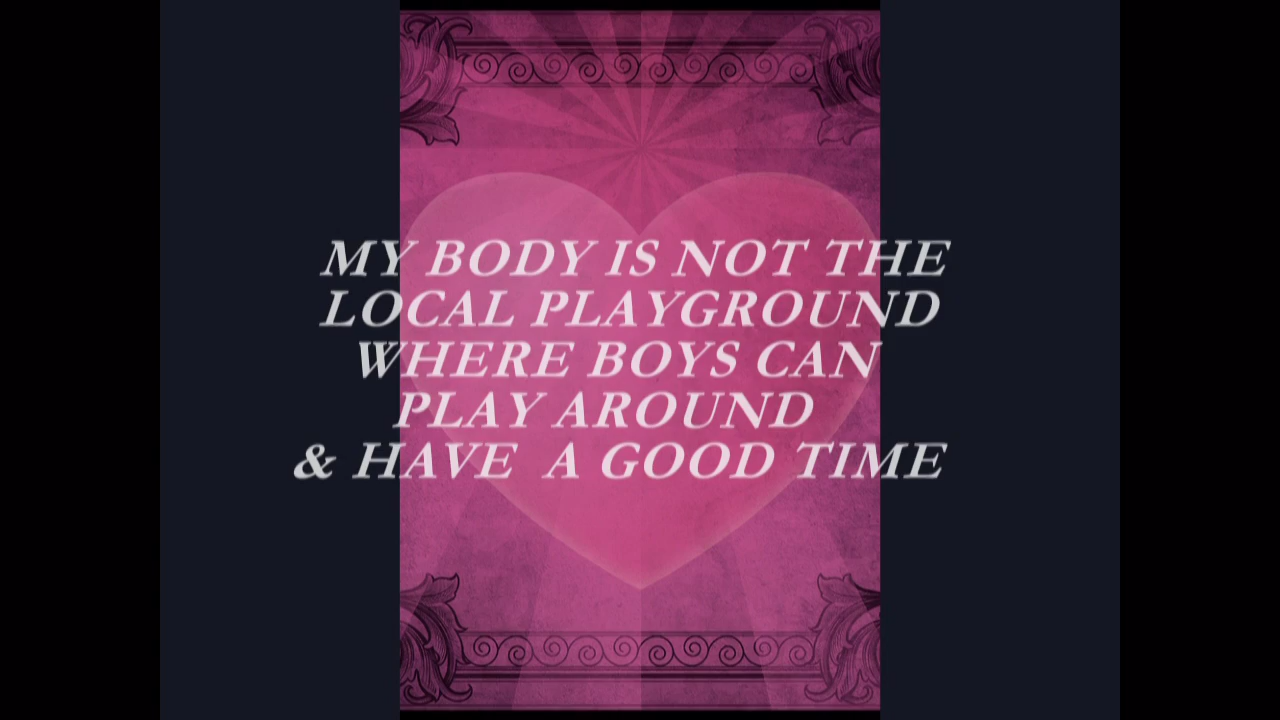 MY BODY IS NOT THE
LOCAL PLAYGROUND
WHERE BOYS CAN
PLAY AROUND
& HAVE A GOOD TIME